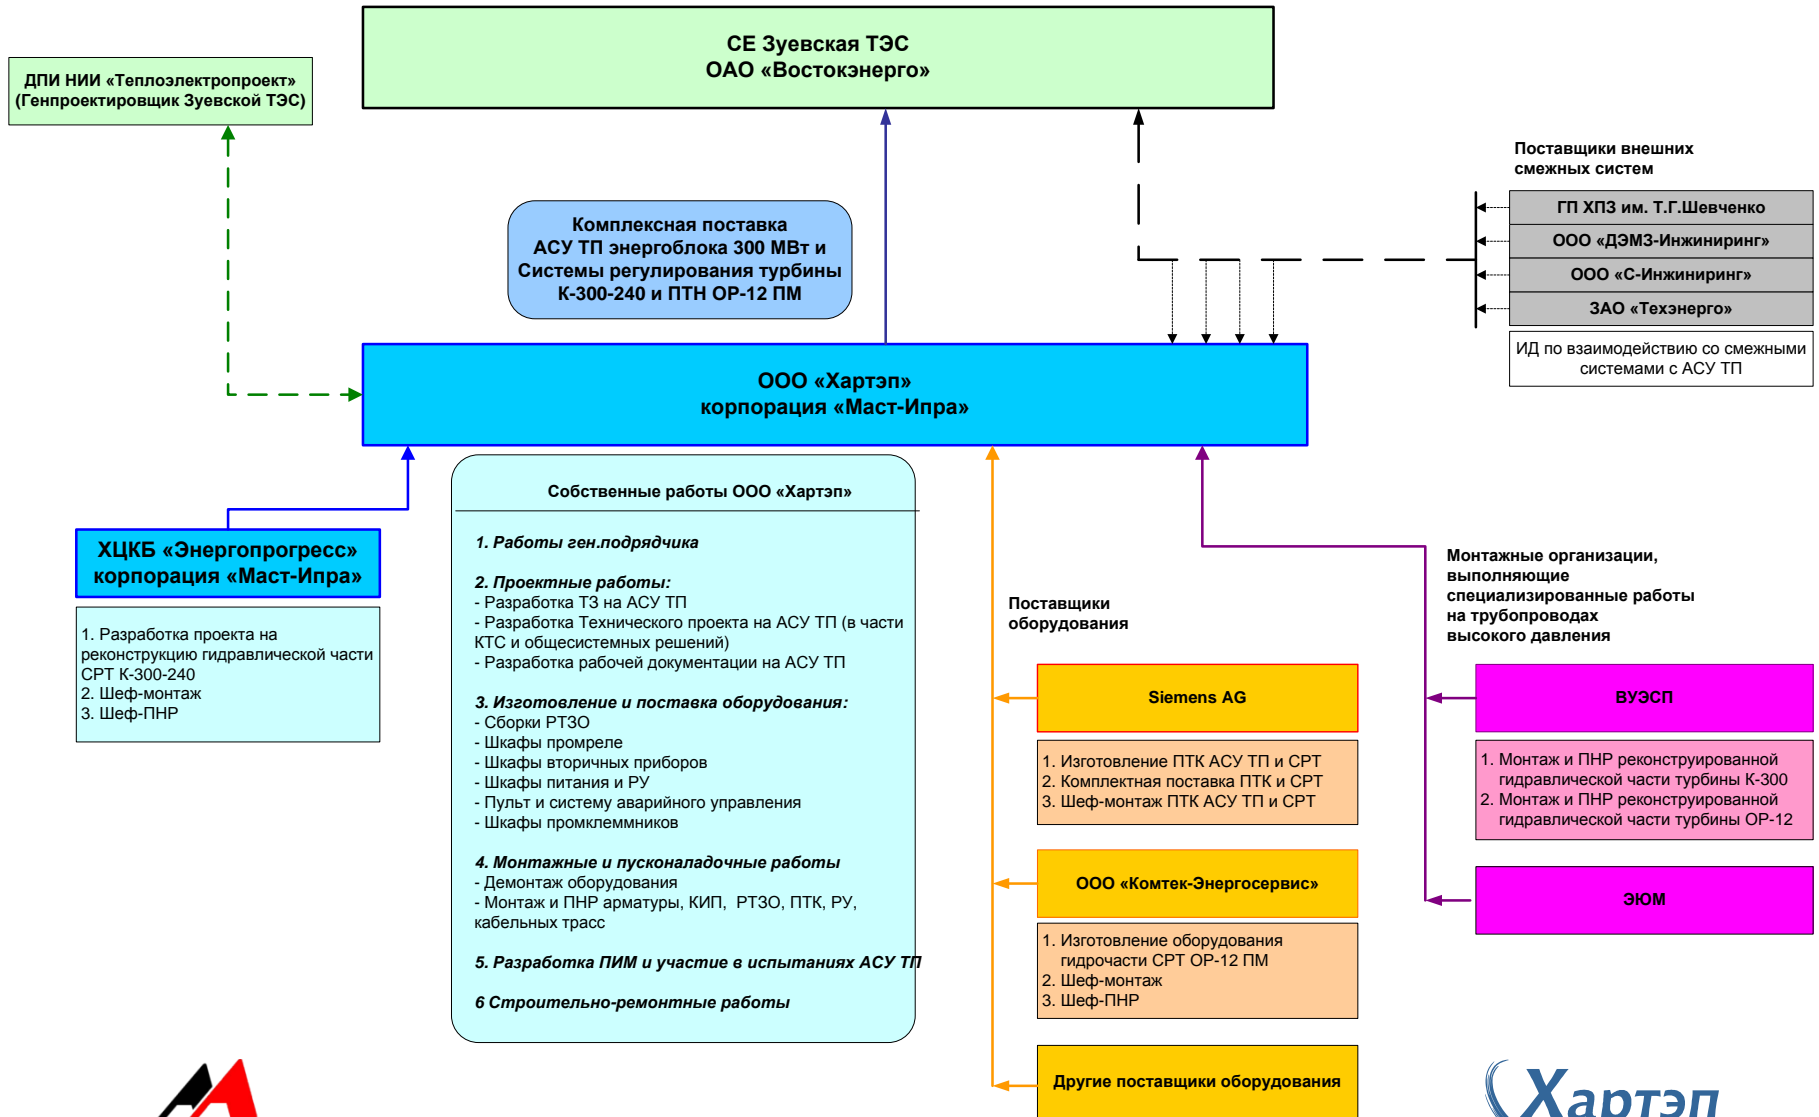 СЕ Зуевская ТЭС
ОАО «Востокэнерго»
ДПИ НИИ «Теплоэлектропроект»
(Генпроектировщик Зуевской ТЭС)
Поставщики внешних
смежных систем
ГП ХПЗ им. Т.Г.Шевченко
ООО «ДЭМЗ-Инжиниринг»
ООО «С-Инжиниринг»
ЗАО «Техэнерго»
ИД по взаимодействию со смежными
системами с АСУ ТП
Комплексная поставка
АСУ ТП энергоблока 300 МВт и
Системы регулирования турбины
К-300-240 и ПТН ОР-12 ПМ
ООО «Хартэп»
корпорация «Маст-Ипра»
ХЦКБ «Энергопрогресс»
корпорация «Маст-Ипра»
1. Разработка проекта на
реконструкцию гидравлической части
СРТ К-300-240
2. Шеф-монтаж
3. Шеф-ПНР
Собственные работы ООО «Хартэп»
1. Работы ген.подрядчика
2. Проектные работы:
- Разработка ТЗ на АСУ ТП
- Разработка Технического проекта на АСУ ТП (в части
КТС и общесистемных решений)
- Разработка рабочей документации на АСУ ТП
3. Изготовление и поставка оборудования:
- Сборки РТЗО
- Шкафы промреле
- Шкафы вторичных приборов
- Шкафы питания и РУ
- Пульт и систему аварийного управления
- Шкафы промклеммников
4. Монтажные и пусконаладочные работы
- Демонтаж оборудования
- Монтаж и ПНР арматуры, КИП,  РТЗО, ПТК, РУ,
кабельных трасс
5. Разработка ПИМ и участие в испытаниях АСУ ТП
6 Строительно-ремонтные работы
Поставщики
оборудования
Siemens AG
1. Изготовление ПТК АСУ ТП и СРТ
2. Комплектная поставка ПТК и СРТ
3. Шеф-монтаж ПТК АСУ ТП и СРТ
ООО «Комтек-Энергосервис»
1. Изготовление оборудования
гидрочасти СРТ ОР-12 ПМ
2. Шеф-монтаж
3. Шеф-ПНР
Другие поставщики оборудования
Монтажные организации,
выполняющие
специализированные работы
на трубопроводах
высокого давления
ВУЭСП
1. Монтаж и ПНР реконструированной
гидравлической части турбины К-300
2. Монтаж и ПНР реконструированной
гидравлической части турбины ОР-12
ЭЮМ
Хартэп